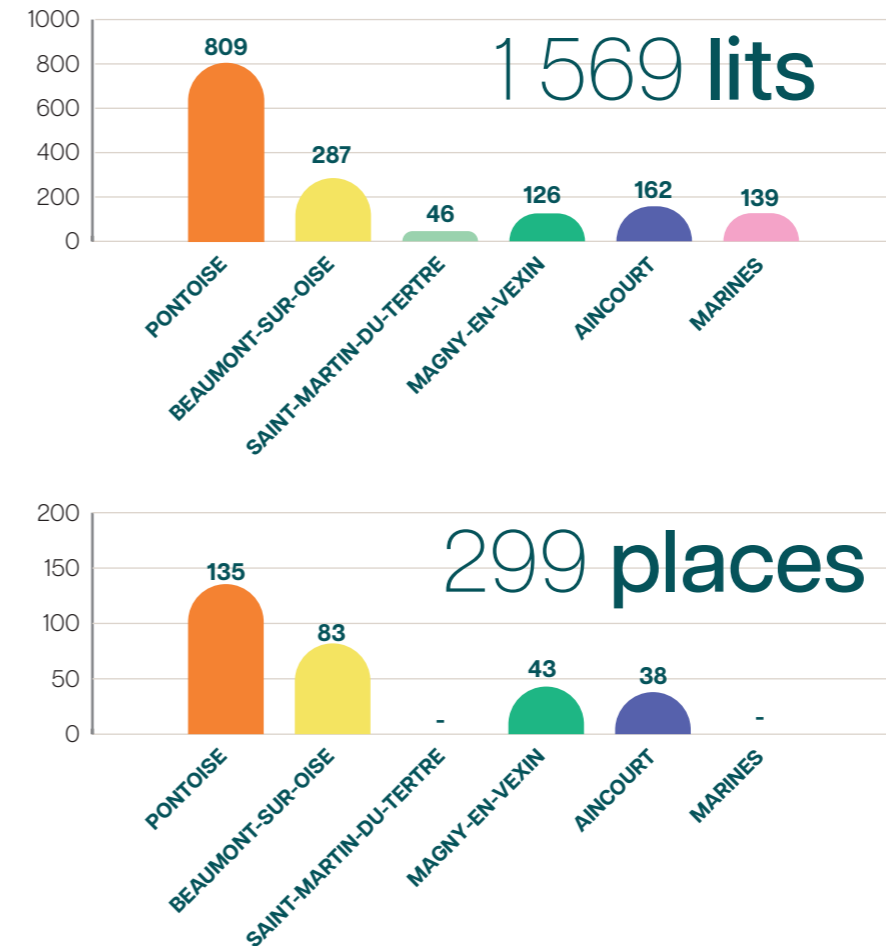 1000
800
600
400
200
0
1 569 lits
809
287
46
126
162
139
PONTOISE
BEAUMONT-SUR-OISE
SAINT-MARTIN-DU-TERTRE
MAGNY-EN-VEXIN
AINCOURT
MARINES
200
150
100
50
0
299 places
135
83
-
43
38
-
PONTOISE
BEAUMONT-SUR-OISE
SAINT-MARTIN-DU-TERTRE
MAGNY-EN-VEXIN
AINCOURT
MARINES